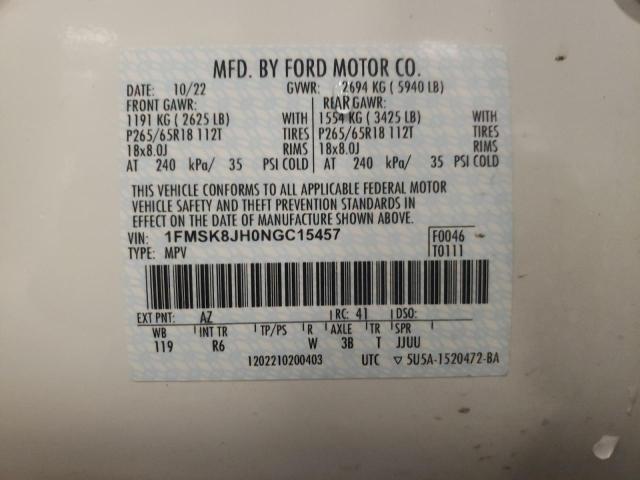 MFD. BY FORD MOTOR CO.
DATE: 10/22 GVWR: 2694 KG ( 5940 LB)
FRONT GAWR: REAR GAWR:
1191 KG ( 2625 LB) WITH 1554 KG ( 3425 LB) WITH
P265/65R18 112T TIRES P265/65R18 112T TIRES
18x8.0J RIMS 18x8.0J RIMS
AT 240 kPa/ 35 PSI COLD AT 240 kPa/ 35 PSI COLD
THIS VEHICLE CONFORMS TO ALL APPLICABLE FEDERAL MOTOR
VEHICLE SAFETY AND THEFT PREVENTION STANDARDS IN
EFFECT ON THE DATE OF MANUFACTURE SHOWN ABOVE.
VIN: 1FMSK8JH0NGC15457 F0046
TYPE: MPV T0111
EXT PNT: AZ RC: 41 DSO:
WB INT TR TP/PS R AXLE TR SPR
119 R6 W 3B T JJUU
1202210200403 UTC ▽ 5U5A-1520472-BA